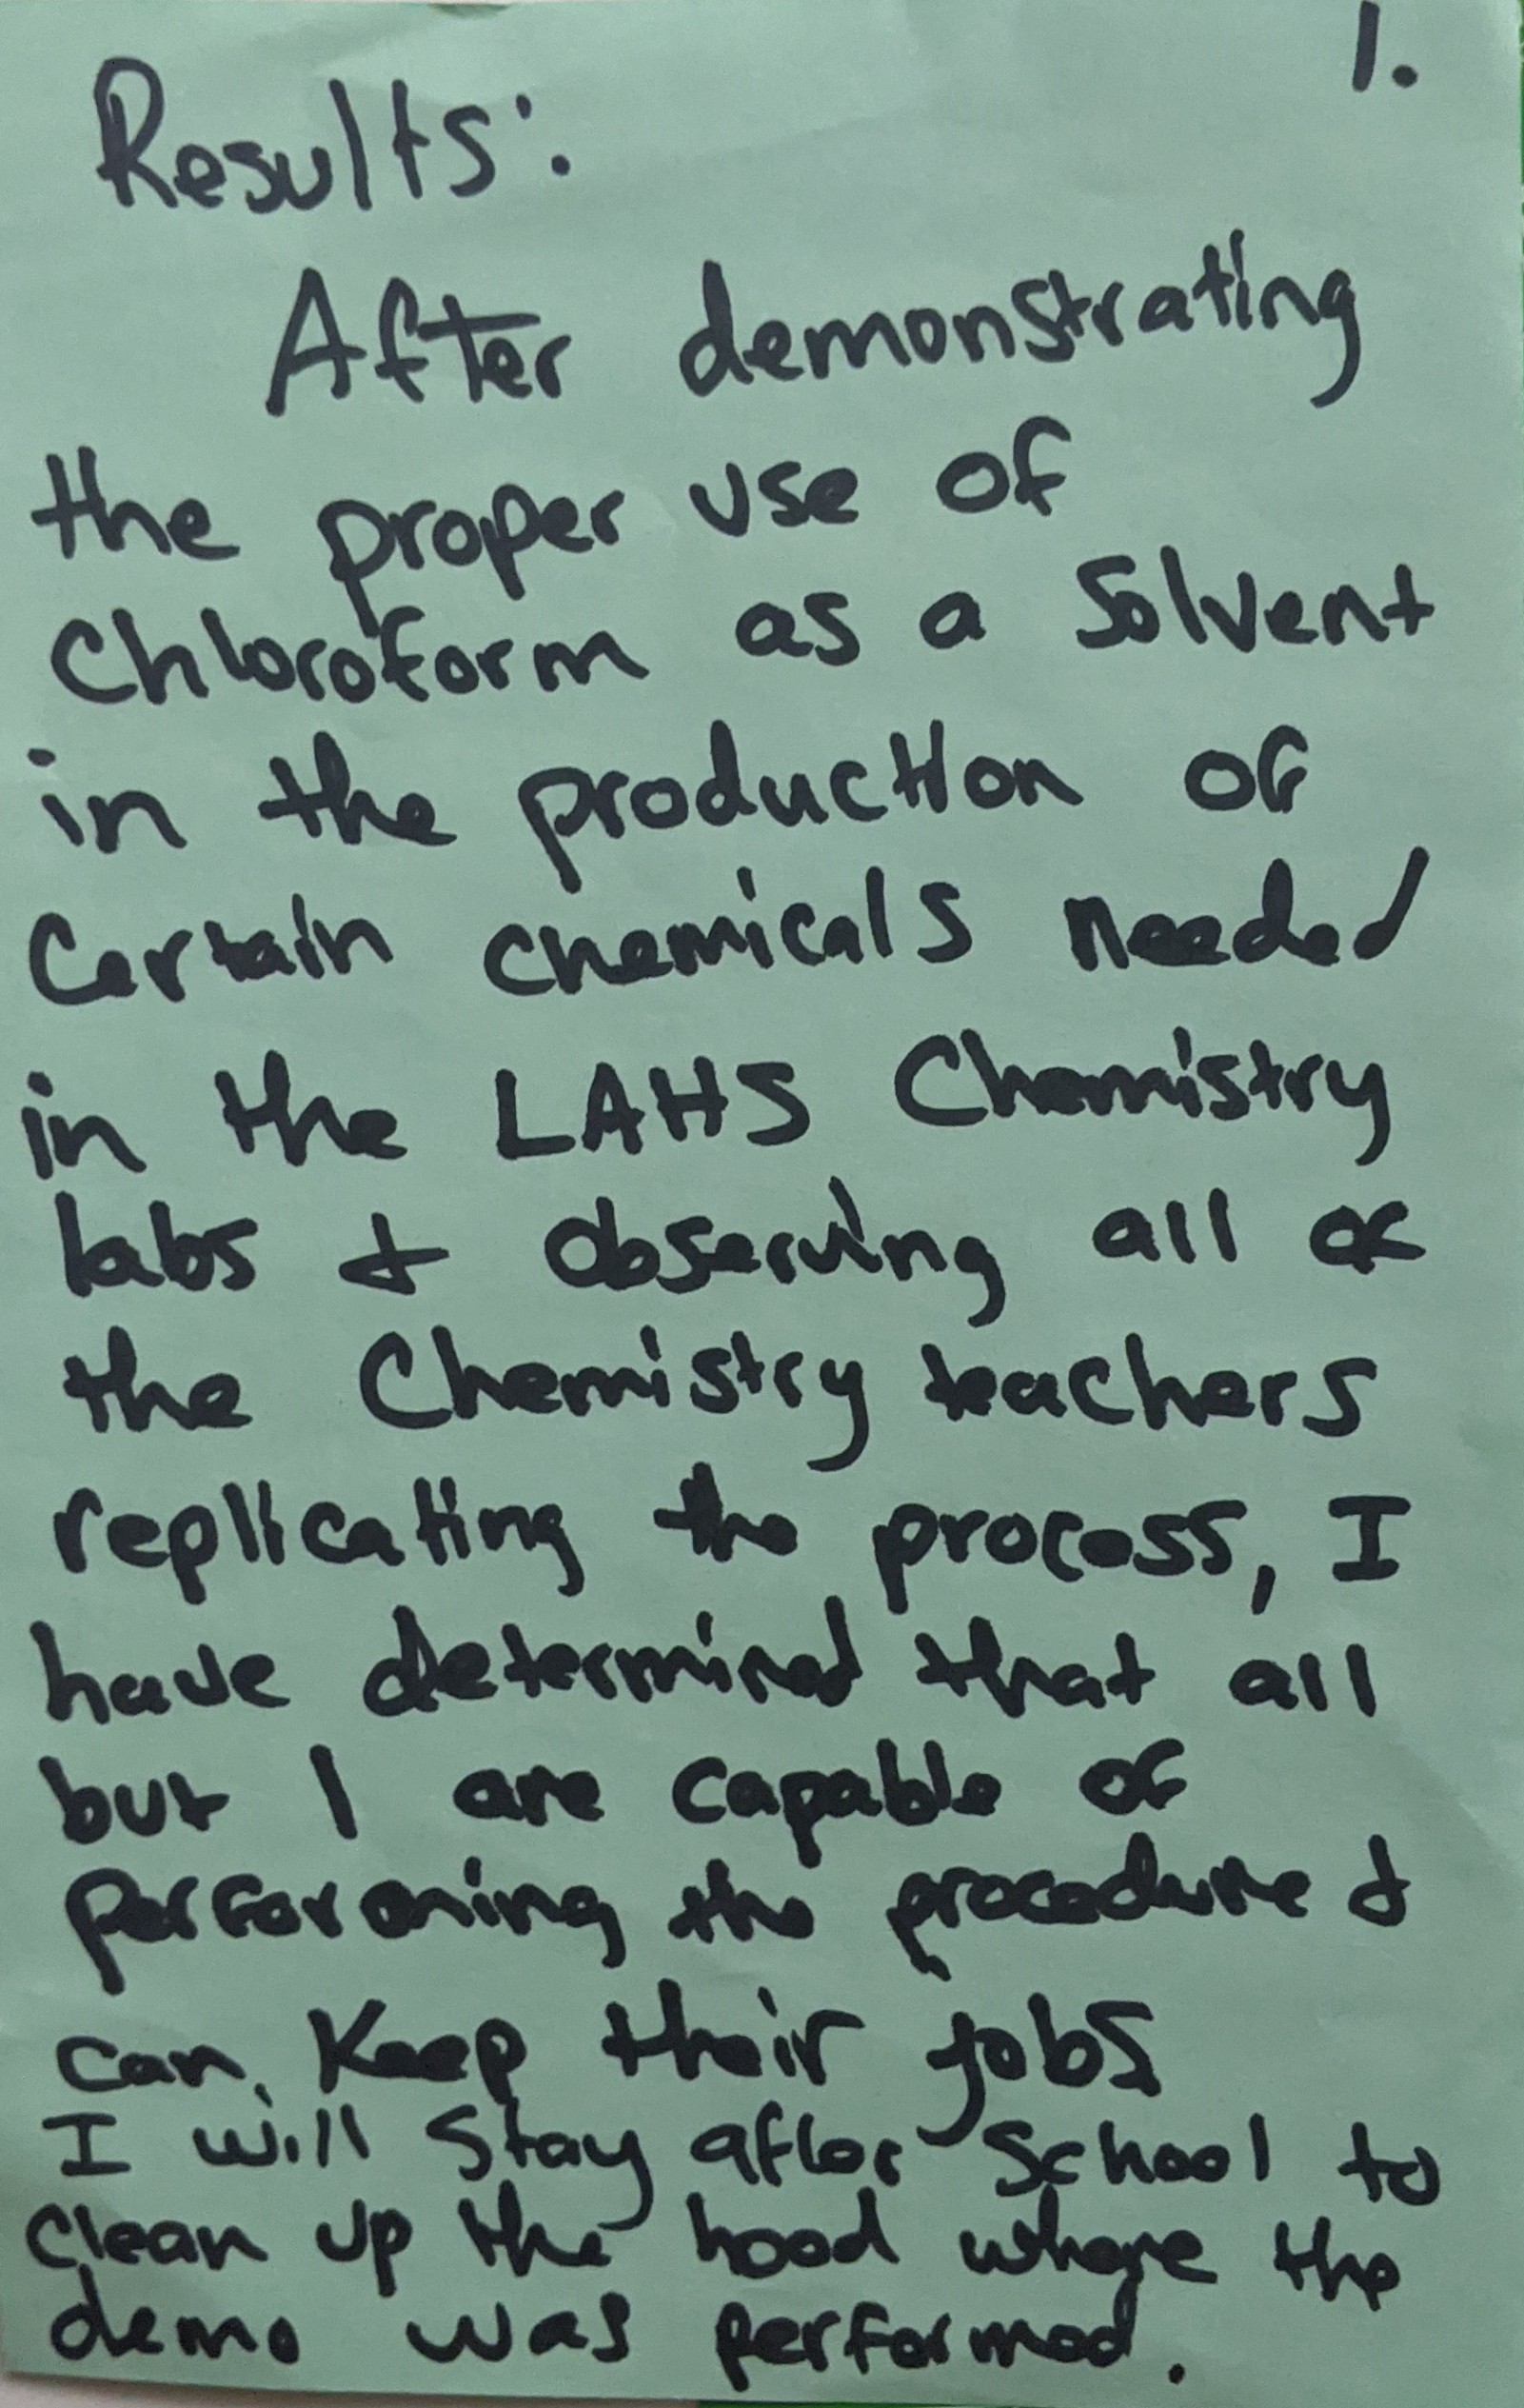 1.
Results:
After demonstrating
the proper use of
Chloroform as a Solvent
in the production of
Certain chemicals needed
in the LAHS Chemistry
labs & observing all of
the Chemistry teachers
replicating the process, I
have determined that all
but 1 are capable of
performing the procedure &
can keep their jobs
I will stay after school to
clean up the hood where the
demo was performed.